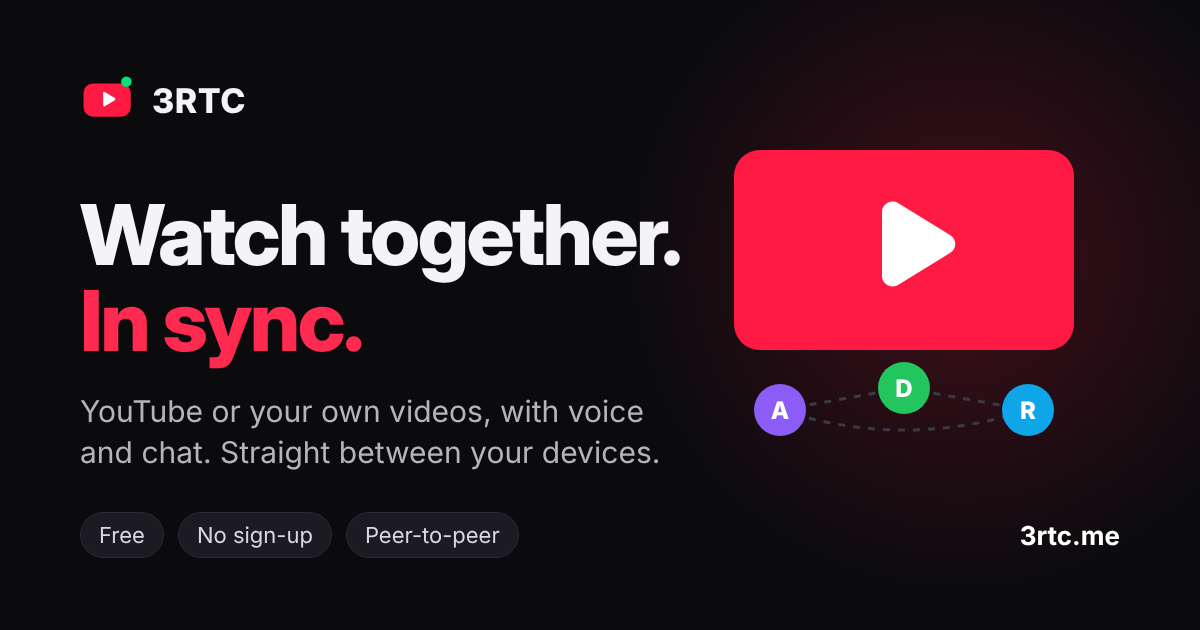 3RTC
Watch together.
In sync.
YouTube or your own videos, with voice
and chat. Straight between your devices.
Free
No sign-up
Peer-to-peer
A
D
R
3rtc.me